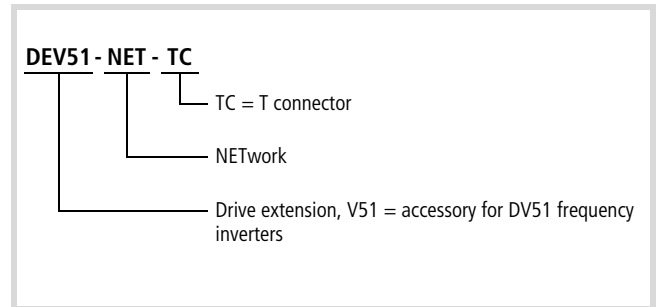 DEV51 - NET - TC
TC = T connector
NETwork
Drive extension, V51 = accessory for DV51 frequency
inverters